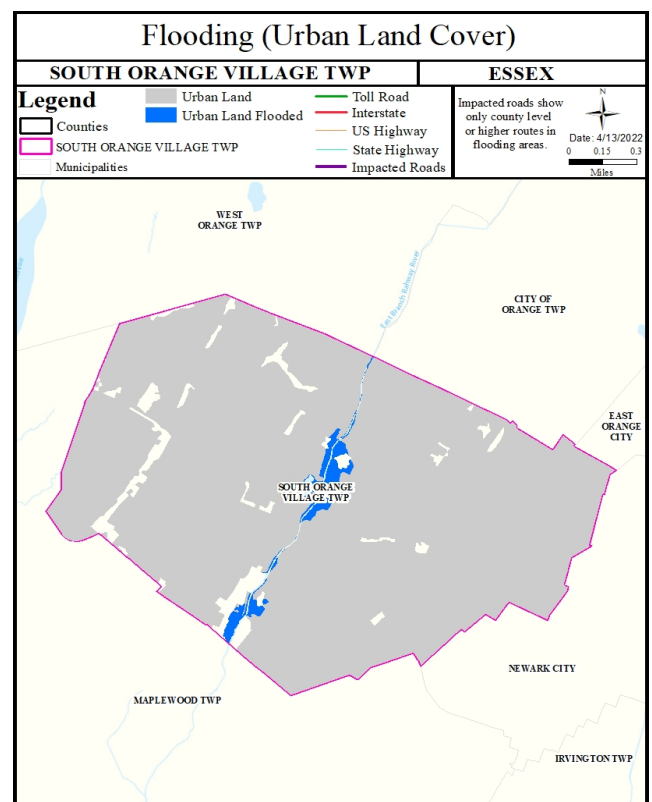 Flooding (Urban Land Cover)
SOUTH ORANGE VILLAGE TWP
ESSEX
Legend
Counties
SOUTH ORANGE VILLAGE TWP
Municipalities
Urban Land
Urban Land Flooded
Toll Road
Interstate
US Highway
State Highway
Impacted Roads
Impacted roads show
only county level
or higher routes in
flooding areas.
N
Date: 4/13/2022
0 0.15 0.3
Miles
WEST
ORANGE TWP
East Branch Rahway River
CITY OF
ORANGE TWP
EAST
ORANGE
CITY
SOUTH ORANGE
VILLAGE TWP
NEWARK CITY
MAPLEWOOD TWP
IRVINGTON TWP